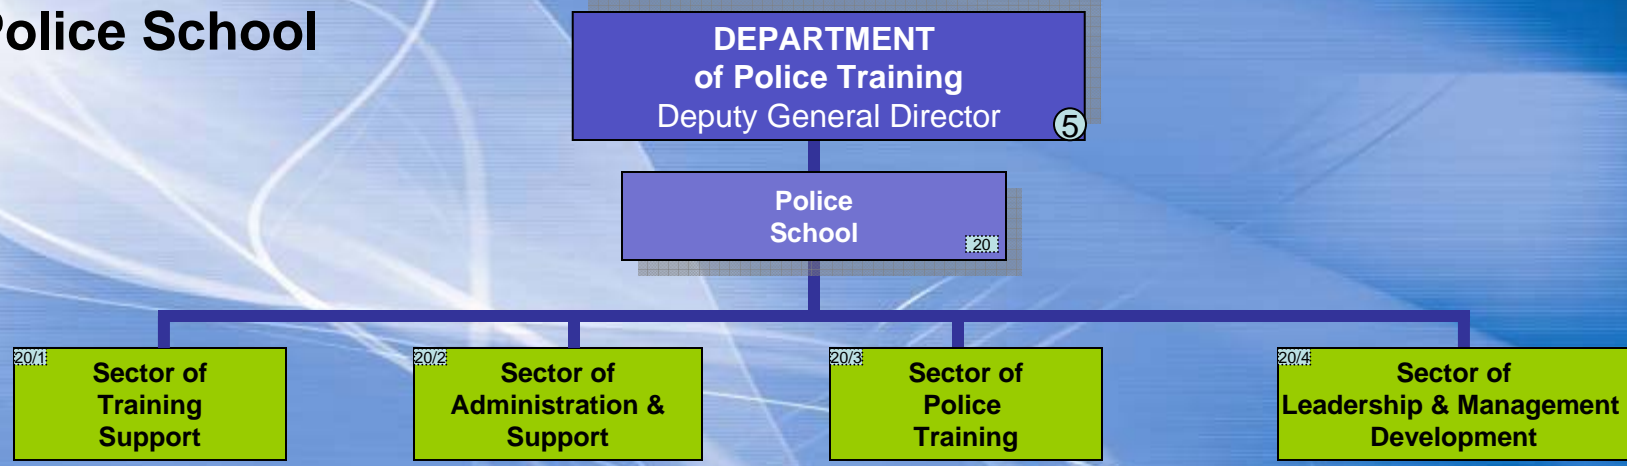 Police School
DEPARTMENT
of Police Training
Deputy General Director
5
Police
School
20
20/1
Sector of
Training
Support
20/2
Sector of
Administration &
Support
20/3
Sector of
Police
Training
20/4
Sector of
Leadership & Management
Development